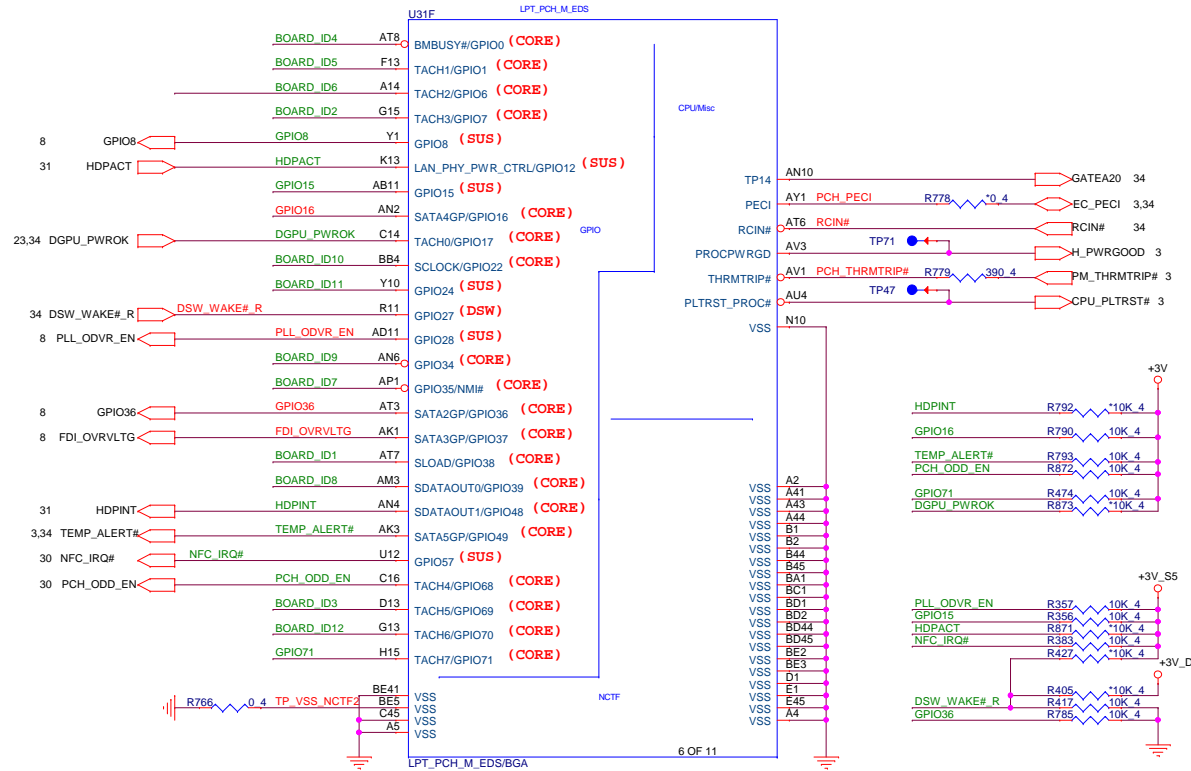 U31F
LPT_PCH_M_EDS
BOARD_ID4 AT8 BMBUSY#/GPIO0 (CORE)
BOARD_ID5 F13 TACH1/GPIO1 (CORE)
BOARD_ID6 A14 TACH2/GPIO6 (CORE)
BOARD_ID2 G15 TACH3/GPIO7 (CORE)
8 GPIO8 GPIO8 Y1 GPIO8 (SUS)
31 HDPACT HDPACT K13 LAN_PHY_PWR_CTRL/GPIO12 (SUS)
GPIO15 AB11 GPIO15 (SUS)
GPIO16 AN2 SATA4GP/GPIO16 (CORE)
23,34 DGPU_PWROK DGPU_PWROK C14 TACH0/GPIO17 (CORE)
BOARD_ID10 BB4 SCLOCK/GPIO22 (CORE)
BOARD_ID11 Y10 GPIO24 (SUS)
34 DSW_WAKE#_R DSW_WAKE#_R R11 GPIO27 (DSW)
8 PLL_ODVR_EN PLL_ODVR_EN AD11 GPIO28 (SUS)
BOARD_ID9 AN6 GPIO34 (CORE)
BOARD_ID7 AP1 GPIO35/NMI# (CORE)
8 GPIO36 GPIO36 AT3 SATA2GP/GPIO36 (CORE)
8 FDI_OVRVLTG FDI_OVRVLTG AK1 SATA3GP/GPIO37 (CORE)
BOARD_ID1 AT7 SLOAD/GPIO38 (CORE)
BOARD_ID8 AM3 SDATAOUT0/GPIO39 (CORE)
31 HDPINT HDPINT AN4 SDATAOUT1/GPIO48 (CORE)
3,34 TEMP_ALERT# TEMP_ALERT# AK3 SATA5GP/GPIO49 (CORE)
30 NFC_IRQ# NFC_IRQ# U12 GPIO57 (SUS)
30 PCH_ODD_EN PCH_ODD_EN C16 TACH4/GPIO68 (CORE)
BOARD_ID3 D13 TACH5/GPIO69 (CORE)
BOARD_ID12 G13 TACH6/GPIO70 (CORE)
GPIO71 H15 TACH7/GPIO71 (CORE)
BE41 VSS
R766 0_4 TP_VSS_NCTF2 BE5 VSS
C45 VSS
A5 VSS
CPU/Misc
GPIO
NCTF
6 OF 11
LPT_PCH_M_EDS/BGA
TP14 AN10 GATEA20 34
PECI AY1 PCH_PECI R778 *0_4 EC_PECI 3,34
RCIN# AT6 RCIN# RCIN# 34
PROCPWRGD AV3 TP71 H_PWRGOOD 3
THRMTRIP# AV1 PCH_THRMTRIP# R779 390_4 PM_THRMTRIP# 3
PLTRST_PROC# AU4 TP47 CPU_PLTRST# 3
VSS N10
VSS A2
VSS A41
VSS A43
VSS A44
VSS B1
VSS B2
VSS B44
VSS B45
VSS BA1
VSS BC1
VSS BD1
VSS BD2
VSS BD44
VSS BD45
VSS BE2
VSS BE3
VSS D1
VSS E1
VSS E45
VSS A4
+3V
HDPINT R792 *10K_4
GPIO16 R790 10K_4
TEMP_ALERT# R793 10K_4
PCH_ODD_EN R872 *10K_4
GPIO71 R474 10K_4
DGPU_PWROK R873 *10K_4
+3V_S5
PLL_ODVR_EN R357 10K_4
GPIO15 R356 10K_4
HDPACT R871 *10K_4
NFC_IRQ# R383 10K_4
R427 *10K_4
+3V_D
R405 *10K_4
DSW_WAKE#_R R417 10K_4
GPIO36 R785 10K_4